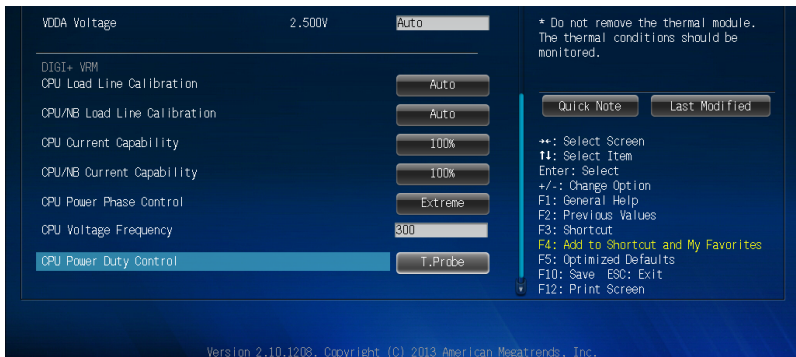 VDDA Voltage 2.500V Auto
DIGI+ VRM
CPU Load Line Calibration Auto
CPU/NB Load Line Calibration Auto
CPU Current Capability 100%
CPU/NB Current Capability 100%
CPU Power Phase Control Extreme
CPU Voltage Frequency 300
CPU Power Duty Control T.Probe
* Do not remove the thermal module.
The thermal conditions should be
monitored.
Quick Note Last Modified
→←: Select Screen
↑↓: Select Item
Enter: Select
+/-: Change Option
F1: General Help
F2: Previous Values
F3: Shortcut
F4: Add to Shortcut and My Favorites
F5: Optimized Defaults
F10: Save ESC: Exit
F12: Print Screen
Version 2.10.1208. Copyright (C) 2013 American Megatrends, Inc.